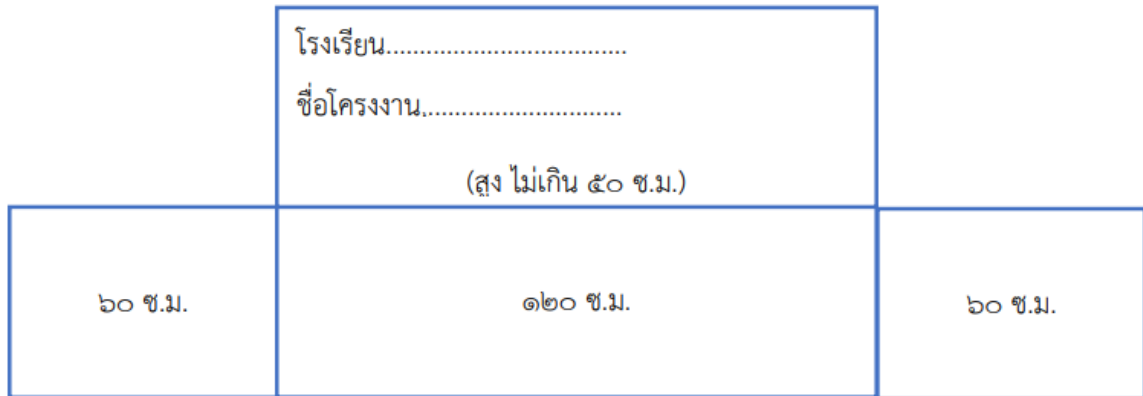 โรงเรียน....................................
ชื่อโครงงาน..............................
(สูง ไม่เกิน ๕๐ ซ.ม.)
๖๐ ซ.ม.
๑๒๐ ซ.ม.
๖๐ ซ.ม.